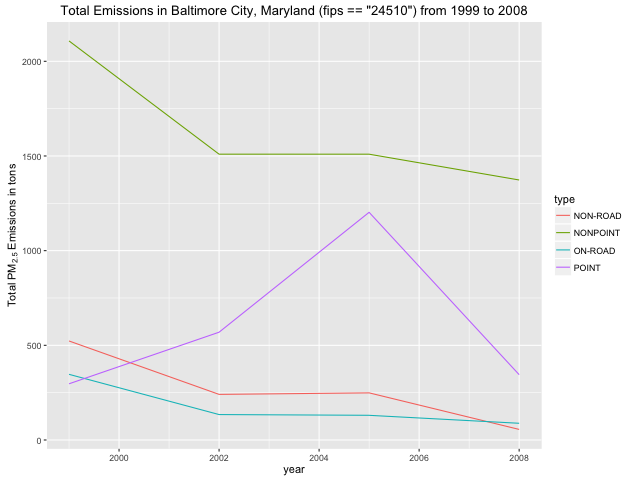 Total Emissions in Baltimore City, Maryland (fips == "24510") from 1999 to 2008
Total PM2.5 Emissions in tons
2000
1500
1000
500
0
2000 2002 2004 2006 2008
year
type
NON-ROAD
NONPOINT
ON-ROAD
POINT